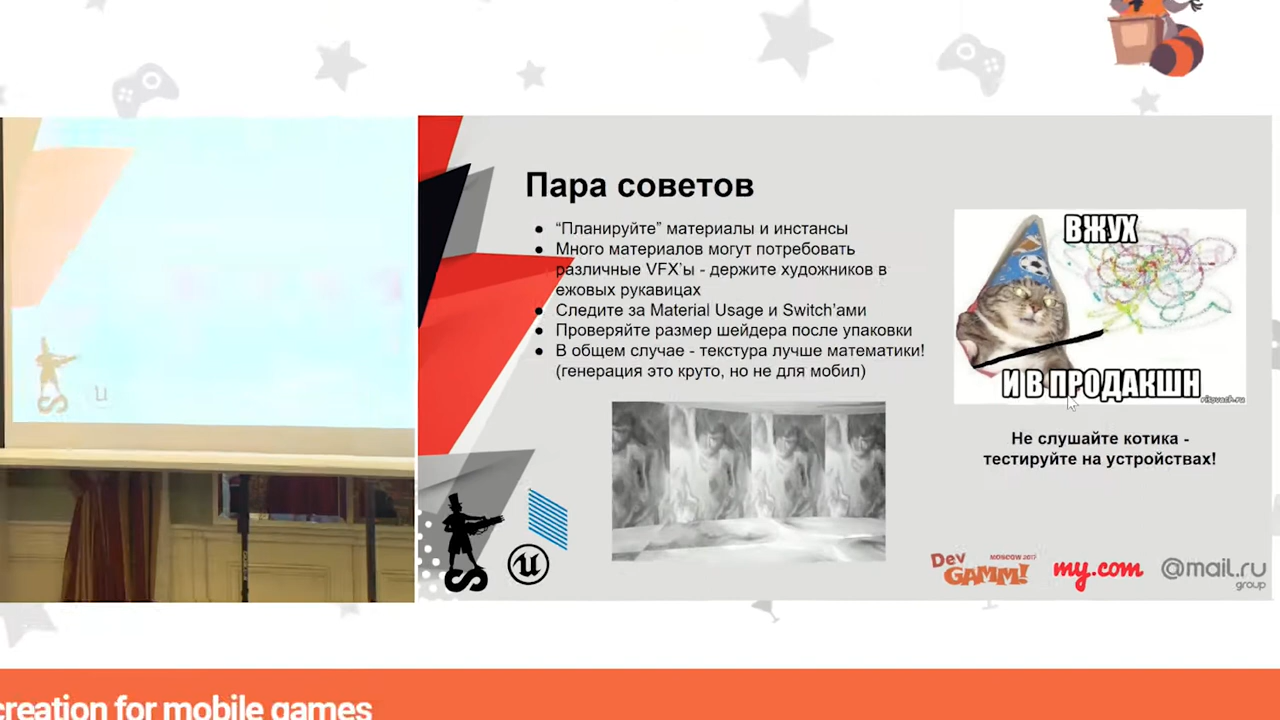 Пара советов
● “Планируйте” материалы и инстансы
● Много материалов могут потребовать
различные VFX’ы - держите художников в
ежовых рукавицах
● Следите за Material Usage и Switch’ами
● Проверяйте размер шейдера после упаковки
● В общем случае - текстура лучше математики!
(генерация это круто, но не для мобил)
ВЖУХ
И В ПРОДАКШН
risovach.ru
Не слушайте котика -
тестируйте на устройствах!
DevGAMM! MOSCOW 2017
my.com
@mail.ru
group
creation for mobile games